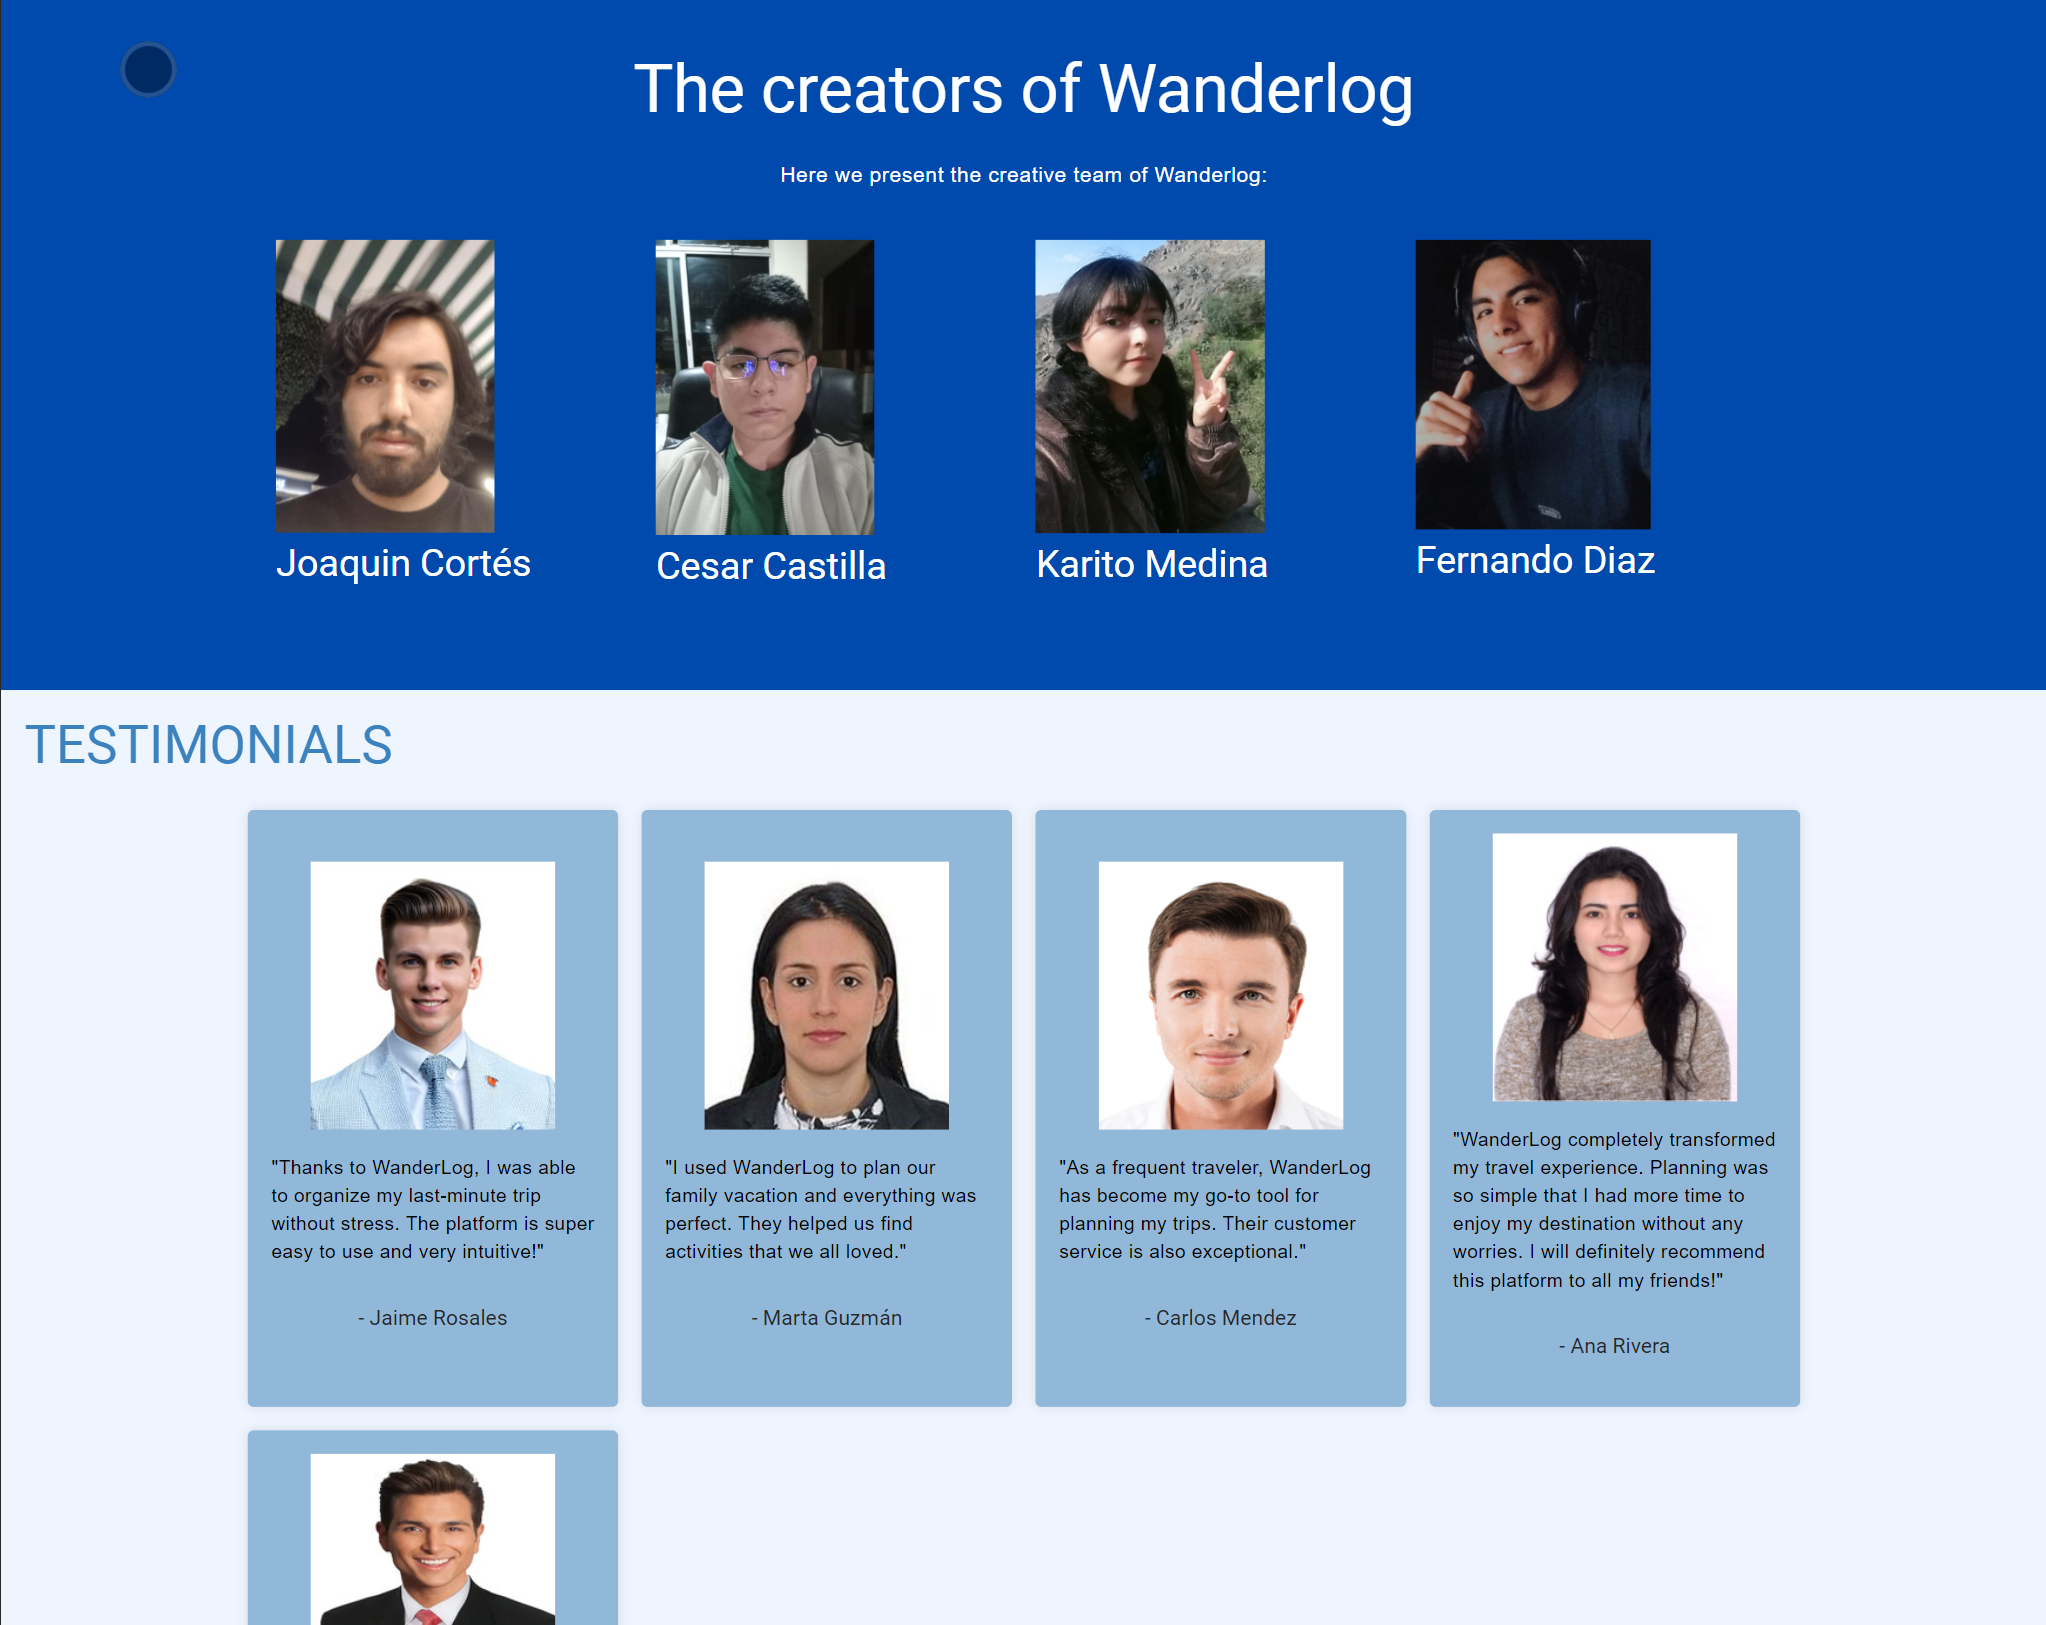 The creators of Wanderlog
Here we present the creative team of Wanderlog:
Joaquin Cortés
Cesar Castilla
Karito Medina
Fernando Diaz
TESTIMONIALS
"Thanks to WanderLog, I was able
to organize my last-minute trip
without stress. The platform is super
easy to use and very intuitive!"
- Jaime Rosales
"I used WanderLog to plan our
family vacation and everything was
perfect. They helped us find
activities that we all loved."
- Marta Guzmán
"As a frequent traveler, WanderLog
has become my go-to tool for
planning my trips. Their customer
service is also exceptional."
- Carlos Mendez
"WanderLog completely transformed
my travel experience. Planning was
so simple that I had more time to
enjoy my destination without any
worries. I will definitely recommend
this platform to all my friends!"
- Ana Rivera